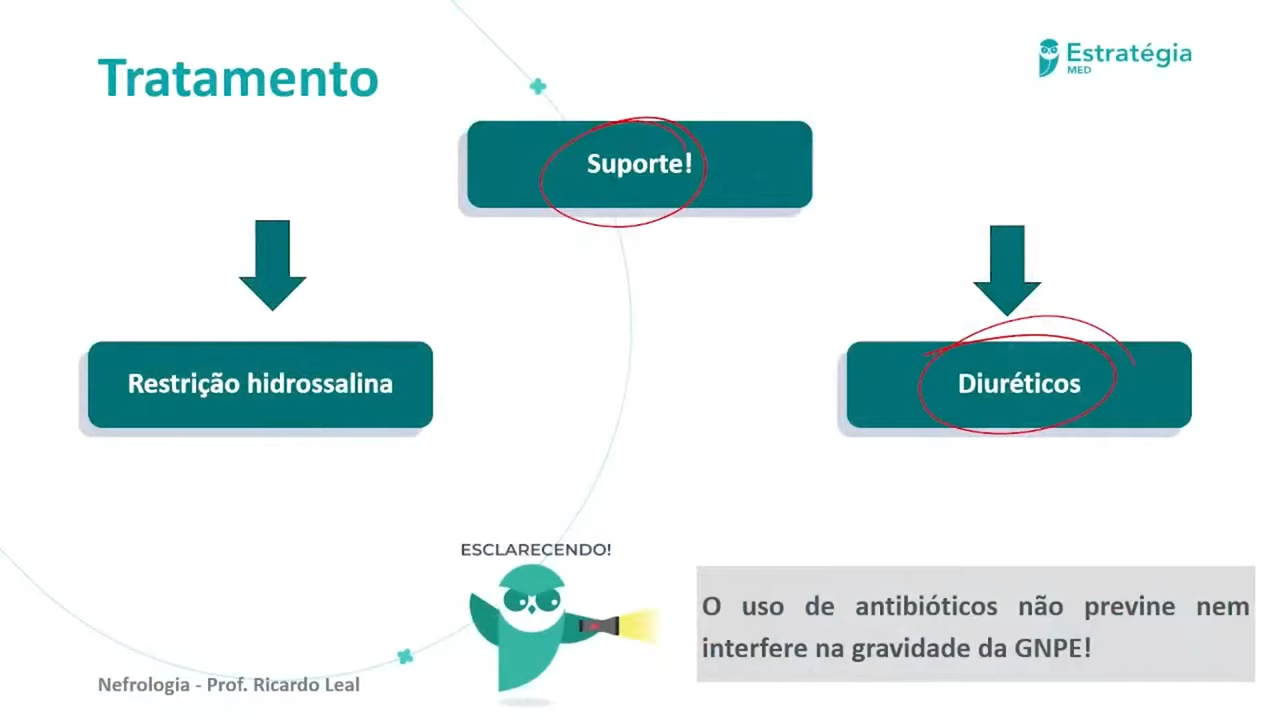 Tratamento
Estratégia
MED
Suporte!
Restrição hidrossalina
Diuréticos
ESCLARECENDO!
O uso de antibióticos não previne nem
interfere na gravidade da GNPE!
Nefrologia - Prof. Ricardo Leal